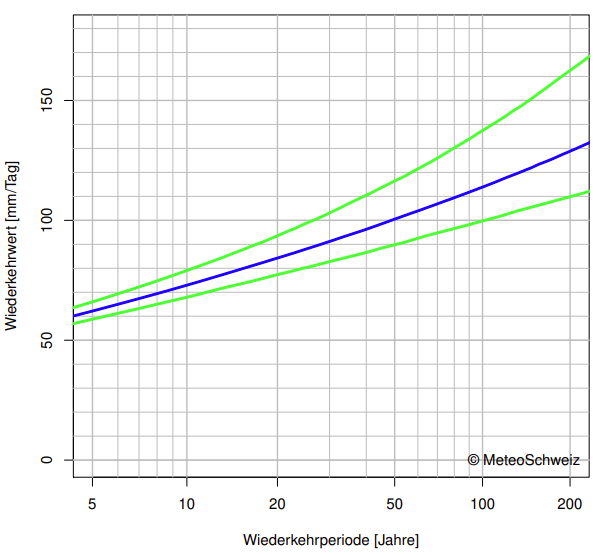 Wiederkehrwert [mm/Tag]
150
100
50
0
© MeteoSchweiz
5 10 20 50 100 200
Wiederkehrperiode [Jahre]